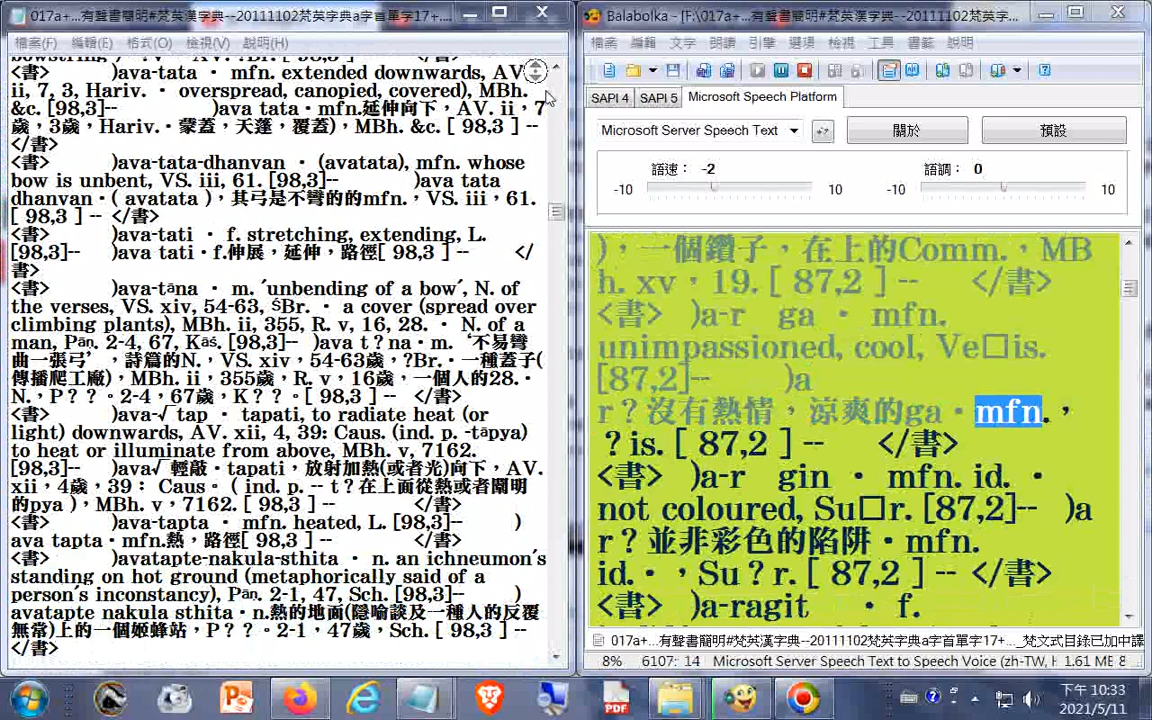 017a+...有聲書簡明#梵英漢字典--20111102梵英字典a字首單字17+...
檔案(F) 編輯(E) 格式(O) 檢視(V) 說明(H)
<書> )ava-tata ‧ mfn. extended downwards, AV.
ii, 7, 3, Hariv. ‧ overspread, canopied, covered), MBh.
&c. [98,3] )ava tata‧mfn.延伸向下，AV. ii，7
歲，3歲，Hariv.‧蒙蓋，天蓬，覆蓋)，MBh. &c. [ 98,3 ] --
</書>
<書> )ava-tata-dhanvan ‧ (avatata), mfn. whose
bow is unbent, VS. iii, 61. [98,3]-- )ava tata
dhanvan‧( avatata )，其弓是不彎的的mfn.，VS. iii，61.
[ 98,3 ] -- </書>
<書> )ava-tati ‧ f. stretching, extending, L.
[98,3]-- )ava tati‧f.伸展，延伸，路徑[ 98,3 ] -- </
書>
<書> )ava-tāna ‧ m. 'unbending of a bow', N. of
the verses, VS. xiv, 54-63, ŚBr. ‧ a cover (spread over
climbing plants), MBh. ii, 355, R. v, 16, 28. ‧ N. of a
man, Pāṇ. 2-4, 67, Kāś. [98,3]-- )ava t？na‧m.‘不易彎
曲一張弓’，詩篇的N.，VS. xiv，54-63歲，?Br.‧一種蓋子(
傳播爬工廠)，MBh. ii，355歲，R. v，16歲，一個人的28.‧
N.，P？？。2-4，67歲，K？？。[ 98,3 ] -- </書>
<書> )ava-√ tap ‧ tapati, to radiate heat (or
light) downwards, AV. xii, 4, 39: Caus. (ind. p. -tāpya)
to heat or illuminate from above, MBh. v, 7162.
[98,3]-- )ava√ 輕敲‧tapati，放射加熱(或者光)向下，AV.
xii，4歲，39： Caus。( ind. p. -- t？在上面從熱或者闡明
的pya )，MBh. v，7162. [ 98,3 ] -- </書>
<書> )ava-tapta ‧ mfn. heated, L. [98,3]-- )
ava tapta‧mfn.熱，路徑[ 98,3 ] -- </書>
<書> )avatapte-nakula-sthita ‧ n. an ichneumon's
standing on hot ground (metaphorically said of a
person's inconstancy), Pāṇ. 2-1, 47, Sch. [98,3]-- )
avatapte nakula sthita‧n.熱的地面(隱喻談及一種人的反覆
無常)上的一個姬蜂站，P？？。2-1，47歲，Sch. [ 98,3 ] --
</書>
Balabolka - [F:\017a+...有聲書簡明#梵英漢字典--20111102梵英字...
檔案 編輯 文字 朗讀 引擎 選項 檢視 工具 書籤 說明
SAPI 4 SAPI 5 Microsoft Speech Platform
Microsoft Server Speech Text 關於 預設
語速： -2 語調： 0
-10 10 -10 10
)，一個鑽子，在上的Comm.，MB
h. xv，19. [ 87,2 ] -- </書>
<書> )a-r ga ‧ mfn.
unimpassioned, cool, Ve□is.
[87,2]-- )a
r？沒有熱情，涼爽的ga‧mfn.，
？is. [ 87,2 ] -- </書>
<書> )a-r gin ‧ mfn. id. ‧
not coloured, Su□r. [87,2]-- )a
r？並非彩色的陷阱‧mfn.
id.‧，Su？r. [ 87,2 ] -- </書>
<書> )a-ragit ‧ f.
017a+...有聲書簡明#梵英漢字典--20111102梵英字典a字首單字17+..._梵文式目錄已加中譯
8% 6107: 14 Microsoft Server Speech Text to Speech Voice (zh-TW, H 1.61 MB 8
下午 10:33
2021/5/11